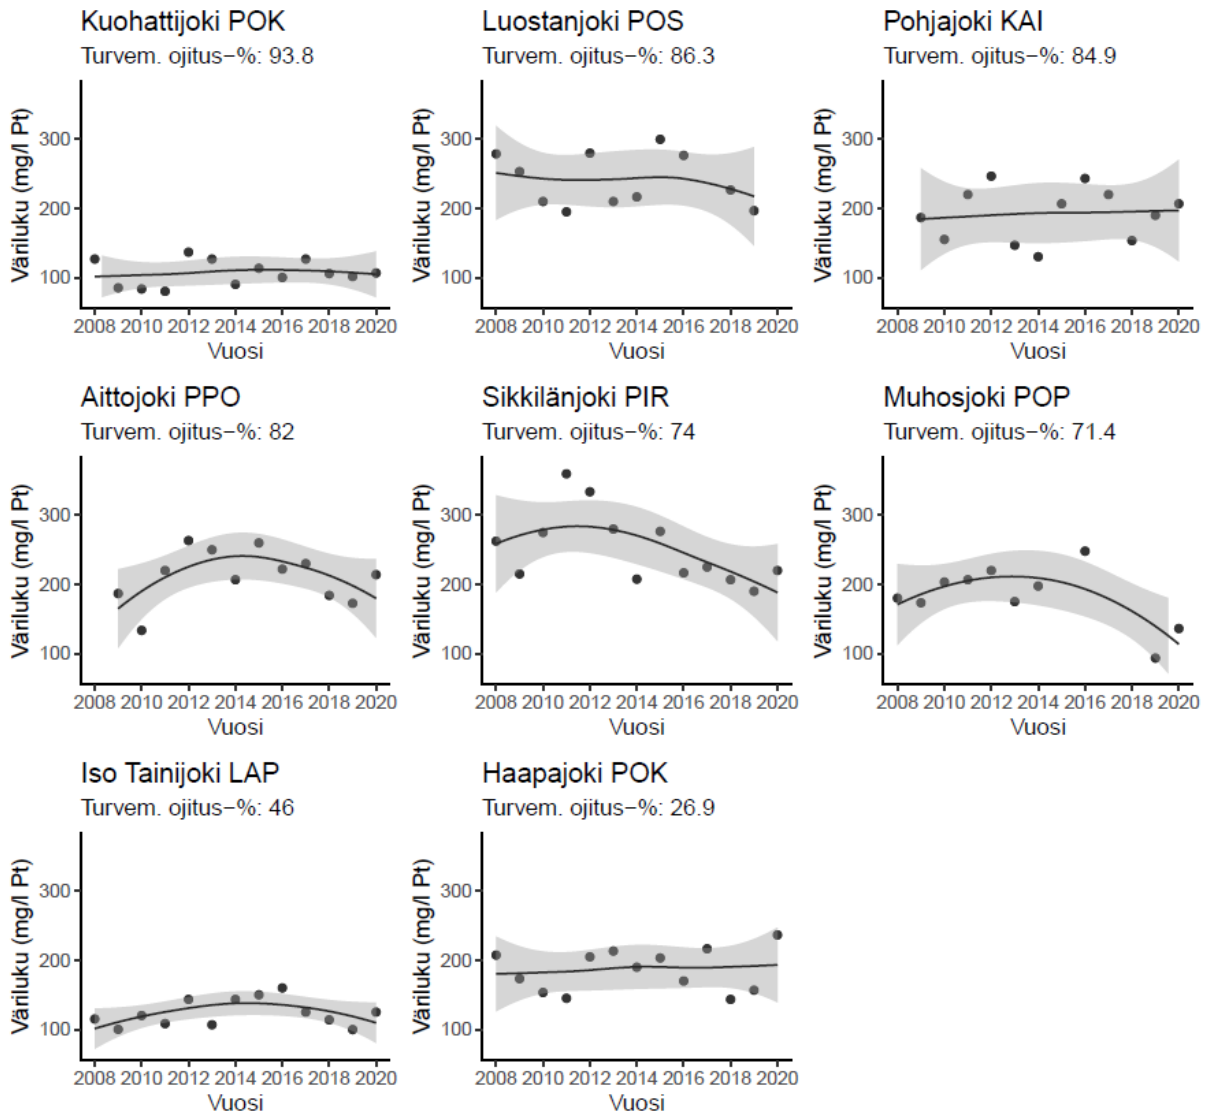 Kuohattijoki POK
Turvem. ojitus−%: 93.8
Väriluku (mg/l Pt)
300
200
100
2008 2010 2012 2014 2016 2018 2020
Vuosi
Luostanjoki POS
Turvem. ojitus−%: 86.3
Väriluku (mg/l Pt)
300
200
100
2008 2010 2012 2014 2016 2018 2020
Vuosi
Pohjajoki KAI
Turvem. ojitus−%: 84.9
Väriluku (mg/l Pt)
300
200
100
2008 2010 2012 2014 2016 2018 2020
Vuosi
Aittojoki PPO
Turvem. ojitus−%: 82
Väriluku (mg/l Pt)
300
200
100
2008 2010 2012 2014 2016 2018 2020
Vuosi
Sikkilänjoki PIR
Turvem. ojitus−%: 74
Väriluku (mg/l Pt)
300
200
100
2008 2010 2012 2014 2016 2018 2020
Vuosi
Muhosjoki POP
Turvem. ojitus−%: 71.4
Väriluku (mg/l Pt)
300
200
100
2008 2010 2012 2014 2016 2018 2020
Vuosi
Iso Tainijoki LAP
Turvem. ojitus−%: 46
Väriluku (mg/l Pt)
300
200
100
2008 2010 2012 2014 2016 2018 2020
Vuosi
Haapajoki POK
Turvem. ojitus−%: 26.9
Väriluku (mg/l Pt)
300
200
100
2008 2010 2012 2014 2016 2018 2020
Vuosi